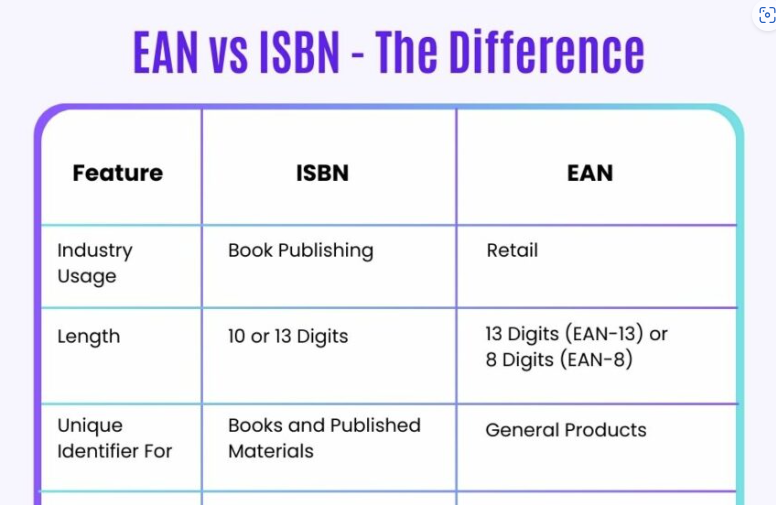 EAN vs ISBN - The Difference
Feature
ISBN
EAN
Industry
Usage
Book Publishing
Retail
Length
10 or 13 Digits
13 Digits (EAN-13) or
8 Digits (EAN-8)
Unique
Identifier For
Books and Published
Materials
General Products